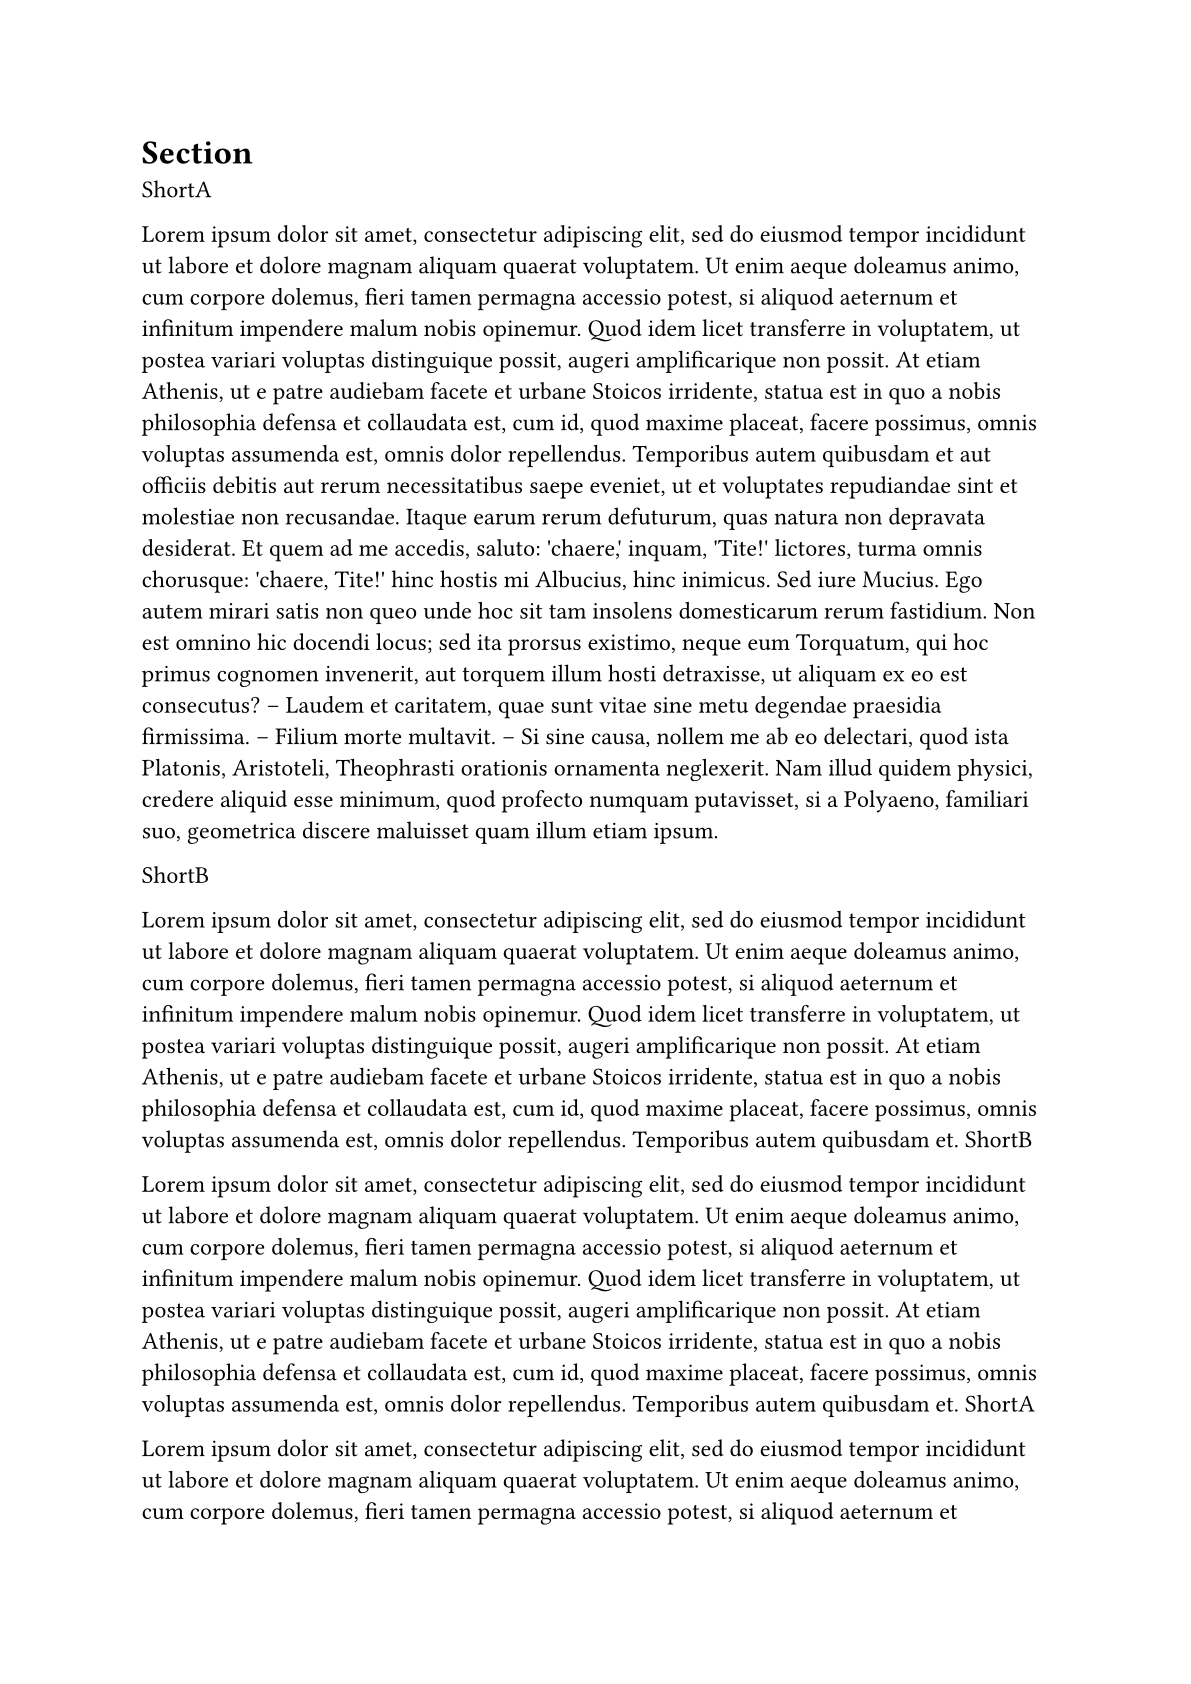 Section
ShortA
Lorem ipsum dolor sit amet, consectetur adipiscing elit, sed do eiusmod tempor incididunt
ut labore et dolore magnam aliquam quaerat voluptatem. Ut enim aeque doleamus animo,
cum corpore dolemus, fieri tamen permagna accessio potest, si aliquod aeternum et
infinitum impendere malum nobis opinemur. Quod idem licet transferre in voluptatem, ut
postea variari voluptas distinguique possit, augeri amplificarique non possit. At etiam
Athenis, ut e patre audiebam facete et urbane Stoicos irridente, statua est in quo a nobis
philosophia defensa et collaudata est, cum id, quod maxime placeat, facere possimus, omnis
voluptas assumenda est, omnis dolor repellendus. Temporibus autem quibusdam et aut
officiis debitis aut rerum necessitatibus saepe eveniet, ut et voluptates repudiandae sint et
molestiae non recusandae. Itaque earum rerum defuturum, quas natura non depravata
desiderat. Et quem ad me accedis, saluto: 'chaere,' inquam, 'Tite!' lictores, turma omnis
chorusque: 'chaere, Tite!' hinc hostis mi Albucius, hinc inimicus. Sed iure Mucius. Ego
autem mirari satis non queo unde hoc sit tam insolens domesticarum rerum fastidium. Non
est omnino hic docendi locus; sed ita prorsus existimo, neque eum Torquatum, qui hoc
primus cognomen invenerit, aut torquem illum hosti detraxisse, ut aliquam ex eo est
consecutus? – Laudem et caritatem, quae sunt vitae sine metu degendae praesidia
firmissima. – Filium morte multavit. – Si sine causa, nollem me ab eo delectari, quod ista
Platonis, Aristoteli, Theophrasti orationis ornamenta neglexerit. Nam illud quidem physici,
credere aliquid esse minimum, quod profecto numquam putavisset, si a Polyaeno, familiari
suo, geometrica discere maluisset quam illum etiam ipsum.
ShortB
Lorem ipsum dolor sit amet, consectetur adipiscing elit, sed do eiusmod tempor incididunt
ut labore et dolore magnam aliquam quaerat voluptatem. Ut enim aeque doleamus animo,
cum corpore dolemus, fieri tamen permagna accessio potest, si aliquod aeternum et
infinitum impendere malum nobis opinemur. Quod idem licet transferre in voluptatem, ut
postea variari voluptas distinguique possit, augeri amplificarique non possit. At etiam
Athenis, ut e patre audiebam facete et urbane Stoicos irridente, statua est in quo a nobis
philosophia defensa et collaudata est, cum id, quod maxime placeat, facere possimus, omnis
voluptas assumenda est, omnis dolor repellendus. Temporibus autem quibusdam et. ShortB
Lorem ipsum dolor sit amet, consectetur adipiscing elit, sed do eiusmod tempor incididunt
ut labore et dolore magnam aliquam quaerat voluptatem. Ut enim aeque doleamus animo,
cum corpore dolemus, fieri tamen permagna accessio potest, si aliquod aeternum et
infinitum impendere malum nobis opinemur. Quod idem licet transferre in voluptatem, ut
postea variari voluptas distinguique possit, augeri amplificarique non possit. At etiam
Athenis, ut e patre audiebam facete et urbane Stoicos irridente, statua est in quo a nobis
philosophia defensa et collaudata est, cum id, quod maxime placeat, facere possimus, omnis
voluptas assumenda est, omnis dolor repellendus. Temporibus autem quibusdam et. ShortA
Lorem ipsum dolor sit amet, consectetur adipiscing elit, sed do eiusmod tempor incididunt
ut labore et dolore magnam aliquam quaerat voluptatem. Ut enim aeque doleamus animo,
cum corpore dolemus, fieri tamen permagna accessio potest, si aliquod aeternum et